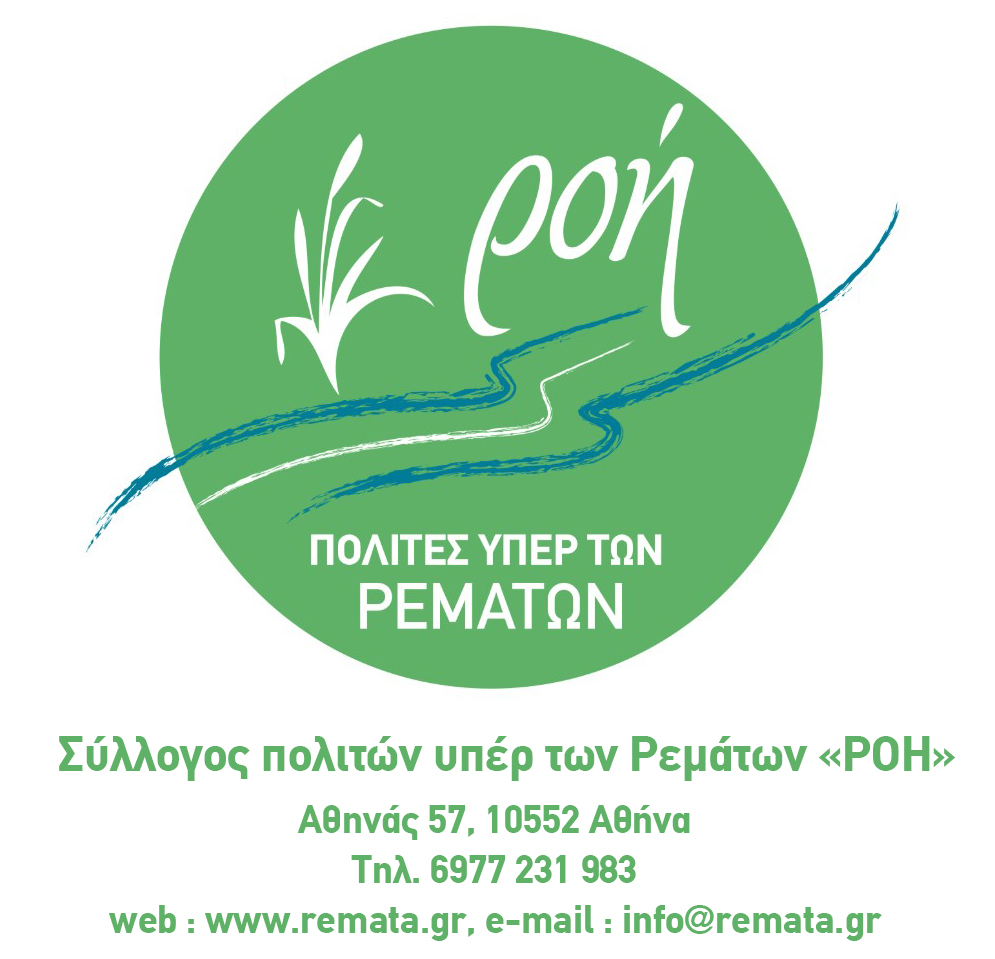 ροή
ΠΟΛΙΤΕΣ ΥΠΕΡ ΤΩΝ
ΡΕΜΑΤΩΝ
Σύλλογος πολιτών υπέρ των Ρεμάτων «ΡΟΗ»
Αθηνάς 57, 10552 Αθήνα
Τηλ. 6977 231 983
web : www.remata.gr, e-mail : info@remata.gr